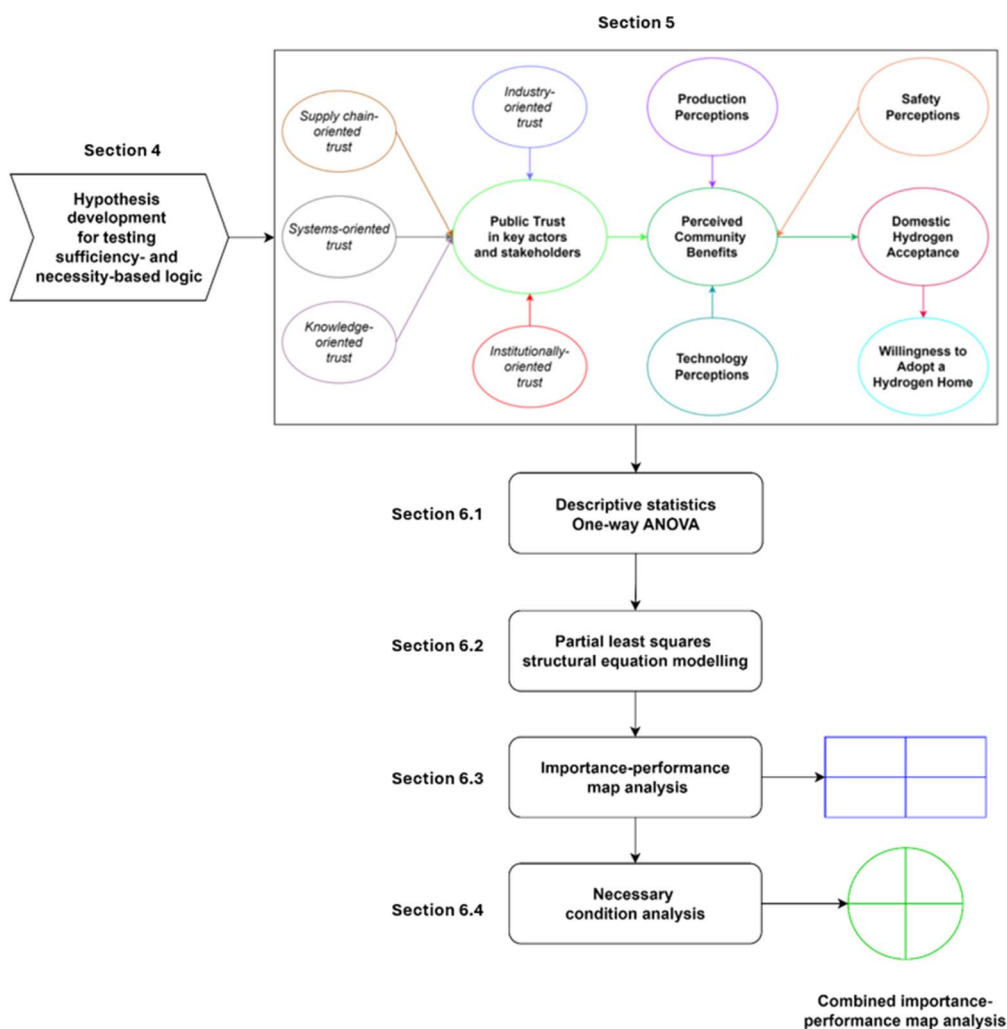 Section 5
Section 4
Hypothesis
development
for testing
sufficiency- and
necessity-based logic
Supply chain-
oriented
trust
Systems-oriented
trust
Knowledge-
oriented
trust
Industry-
oriented
trust
Public Trust
in key actors
and stakeholders
Institutionally-
oriented
trust
Production
Perceptions
Perceived
Community
Benefits
Technology
Perceptions
Safety
Perceptions
Domestic
Hydrogen
Acceptance
Willingness to
Adopt a
Hydrogen Home
Section 6.1
Descriptive statistics
One-way ANOVA
Section 6.2
Partial least squares
structural equation modelling
Section 6.3
Importance-performance
map analysis
Section 6.4
Necessary
condition analysis
Combined importance-
performance map analysis